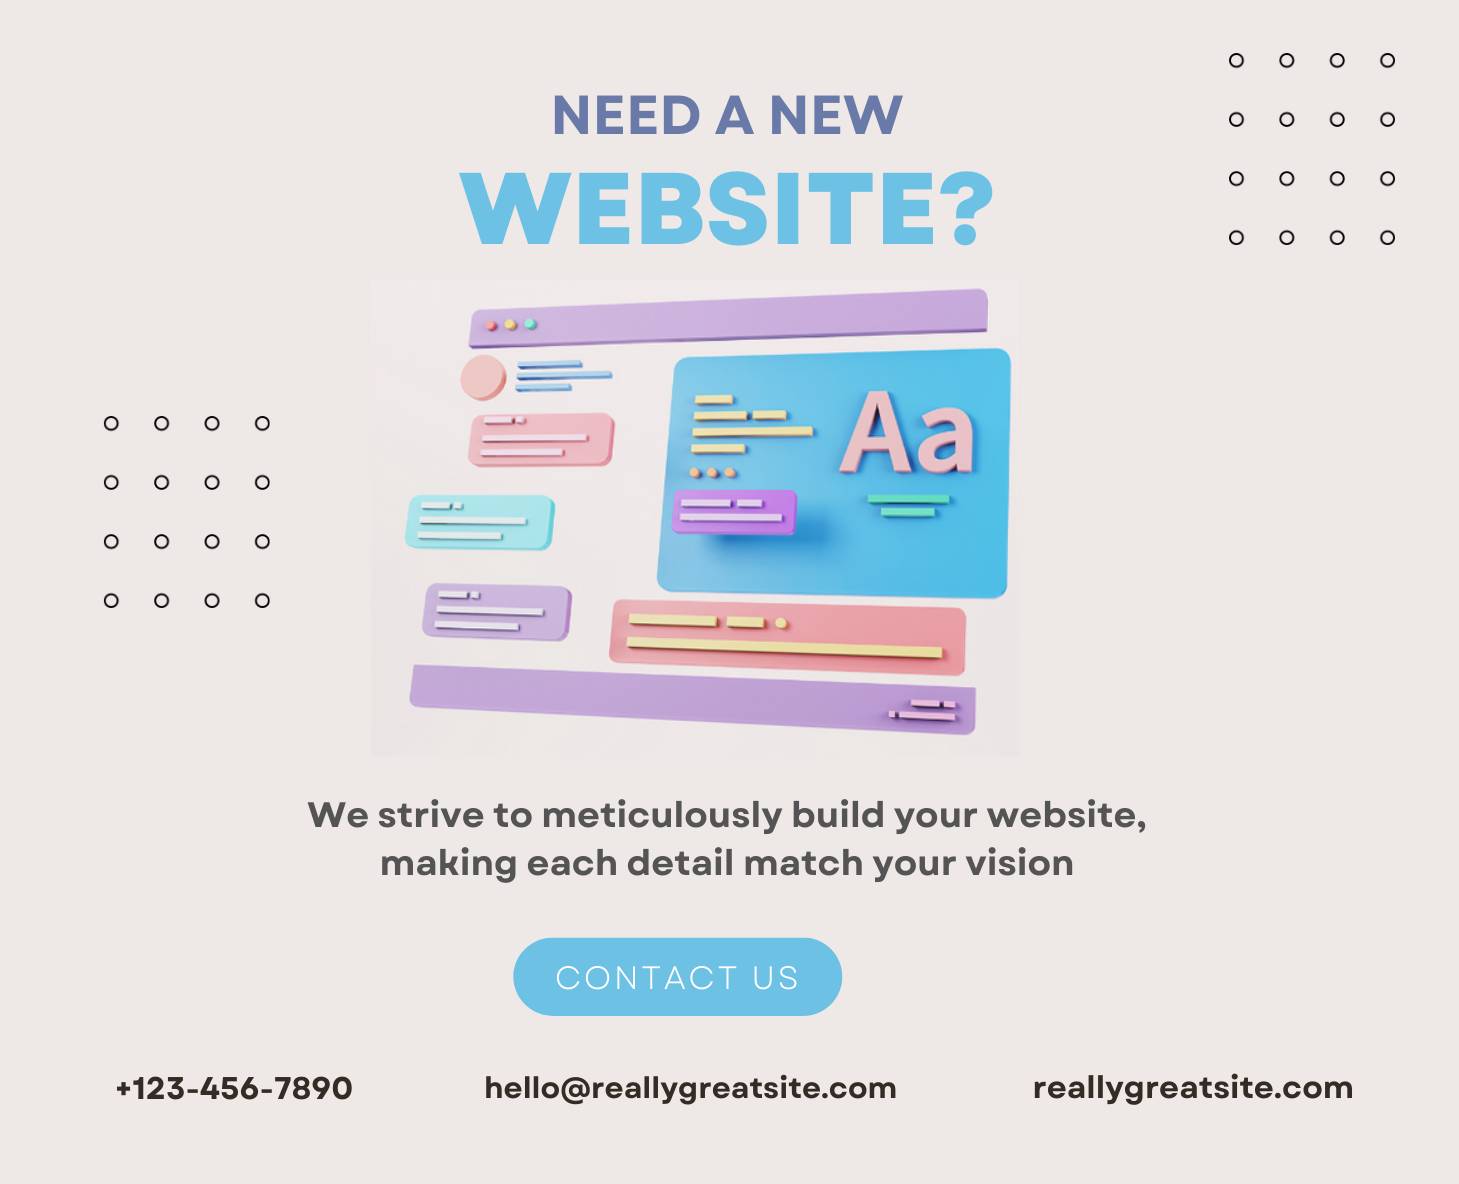 NEED A NEW
WEBSITE?
Aa
We strive to meticulously build your website,
making each detail match your vision
CONTACT US
+123-456-7890
hello@reallygreatsite.com
reallygreatsite.com